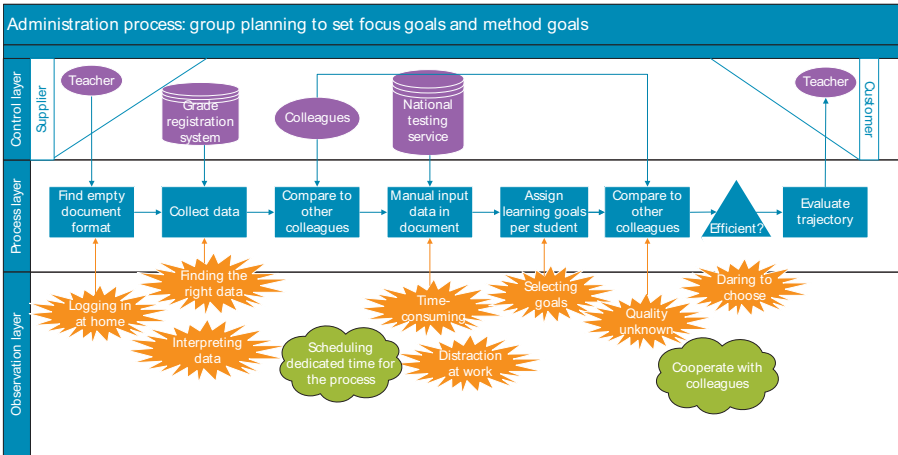 Administration process: group planning to set focus goals and method goals
Control layer
Supplier
Teacher
Grade
registration
system
Colleagues
National
testing
service
Teacher
Customer
Process layer
Find empty
document
format
Collect data
Compare to
other
colleagues
Manual input
data in
document
Assign
learning goals
per student
Compare to
other
colleagues
Efficient?
Evaluate
trajectory
Observation layer
Logging in
at home
Finding the
right data
Interpreting
data
Scheduling
dedicated time for
the process
Time-
consuming
Distraction
at work
Selecting
goals
Quality
unknown
Daring to
choose
Cooperate with
colleagues